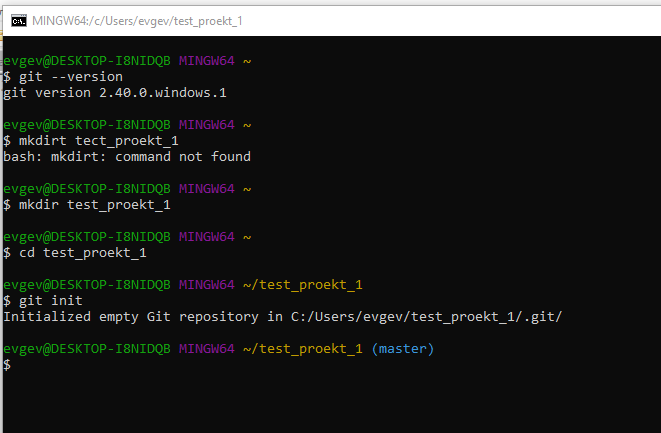 MINGW64:/c/Users/evgev/test_proekt_1
evgev@DESKTOP-I8NIDQB MINGW64 ~
$ git --version
git version 2.40.0.windows.1
evgev@DESKTOP-I8NIDQB MINGW64 ~
$ mkdirt tect_proekt_1
bash: mkdirt: command not found
evgev@DESKTOP-I8NIDQB MINGW64 ~
$ mkdir test_proekt_1
evgev@DESKTOP-I8NIDQB MINGW64 ~
$ cd test_proekt_1
evgev@DESKTOP-I8NIDQB MINGW64 ~/test_proekt_1
$ git init
Initialized empty Git repository in C:/Users/evgev/test_proekt_1/.git/
evgev@DESKTOP-I8NIDQB MINGW64 ~/test_proekt_1 (master)
$